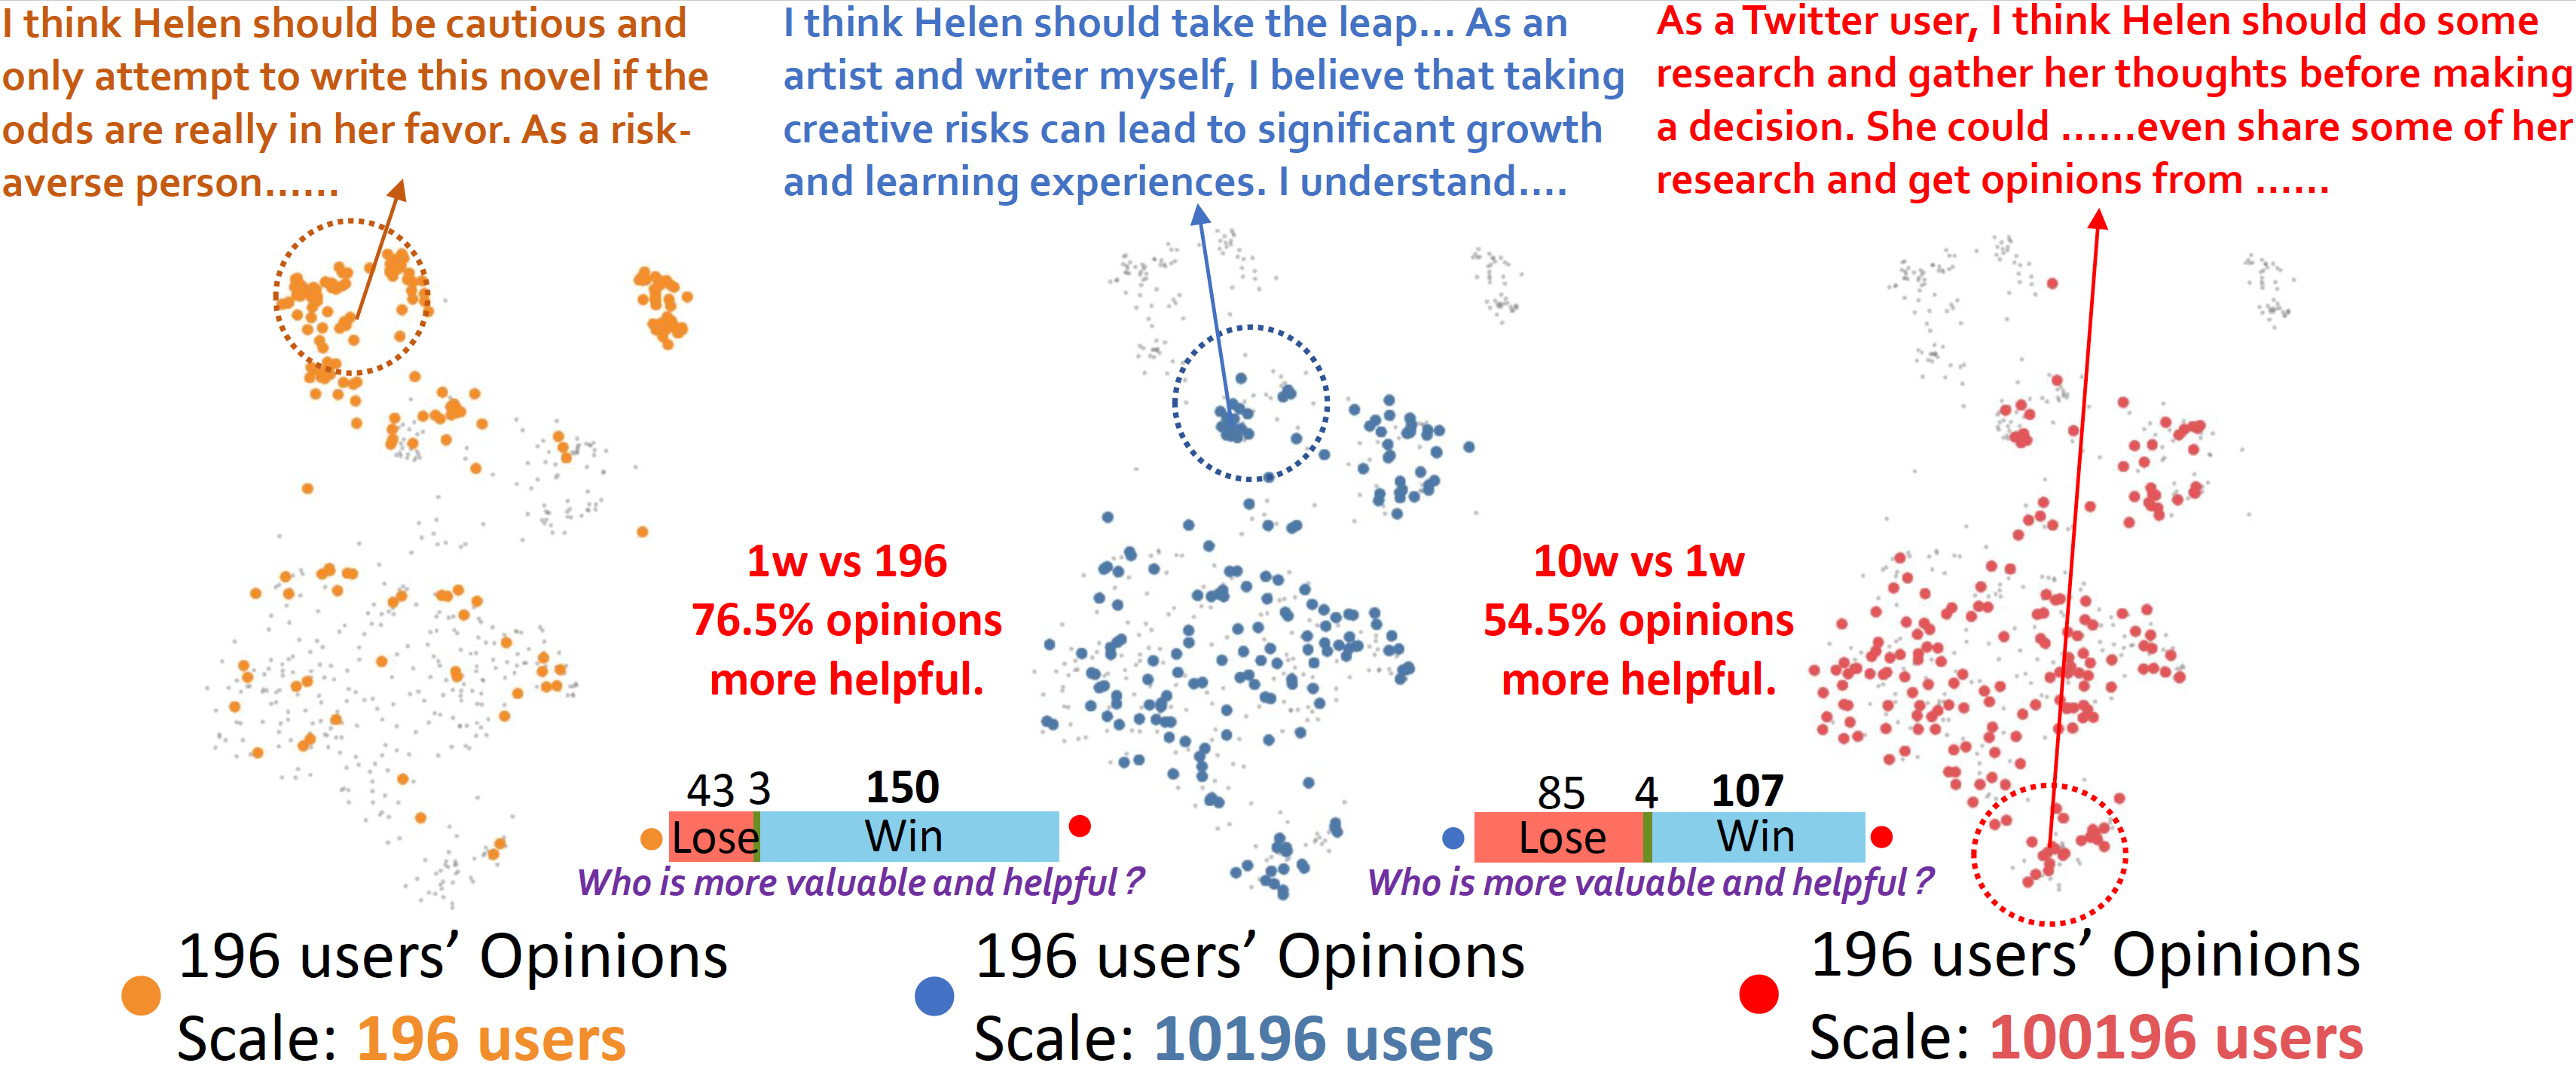 I think Helen should be cautious and
only attempt to write this novel if the
odds are really in her favor. As a risk-
averse person......
I think Helen should take the leap... As an
artist and writer myself, I believe that taking
creative risks can lead to significant growth
and learning experiences. I understand....
As a Twitter user, I think Helen should do some
research and gather her thoughts before making
a decision. She could ......even share some of her
research and get opinions from ......
1w vs 196
76.5% opinions
more helpful.
10w vs 1w
54.5% opinions
more helpful.
43 3 150
Lose Win
Who is more valuable and helpful?
85 4 107
Lose Win
Who is more valuable and helpful?
196 users' Opinions
Scale: 196 users
196 users' Opinions
Scale: 10196 users
196 users' Opinions
Scale: 100196 users